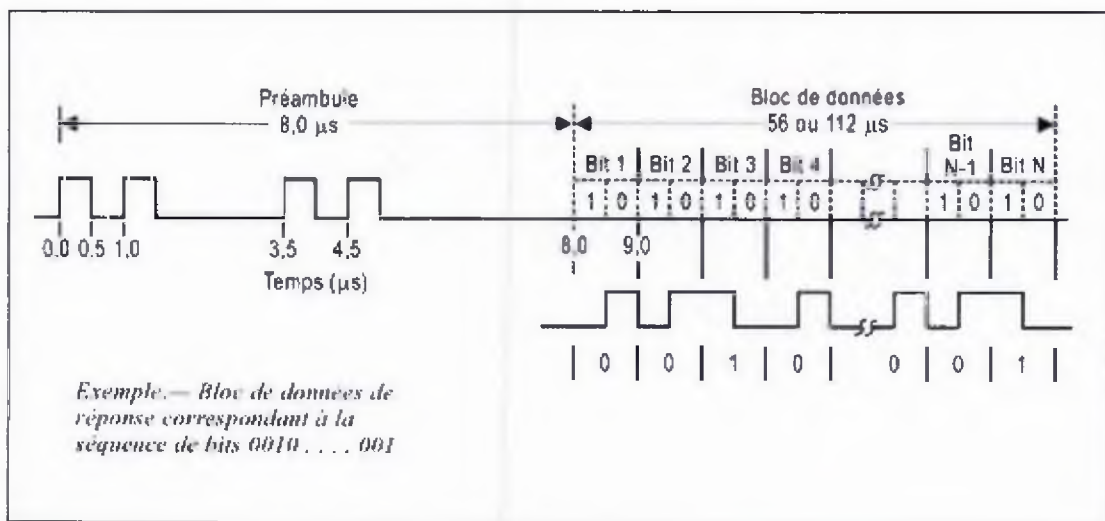 Préambule
8,0 µs
Bloc de données
56 ou 112 µs
Bit 1 Bit 2 Bit 3 Bit 4 Bit N-1 Bit N
1 0 1 0 1 0 1 0 1 0 1 0
0,0 0,5 1,0 3,5 4,5 8,0 9,0
Temps (µs)
0 0 1 0 0 0 1
Exemple.— Bloc de données de
réponse correspondant à la
séquence de bits 0010 . . . . 001